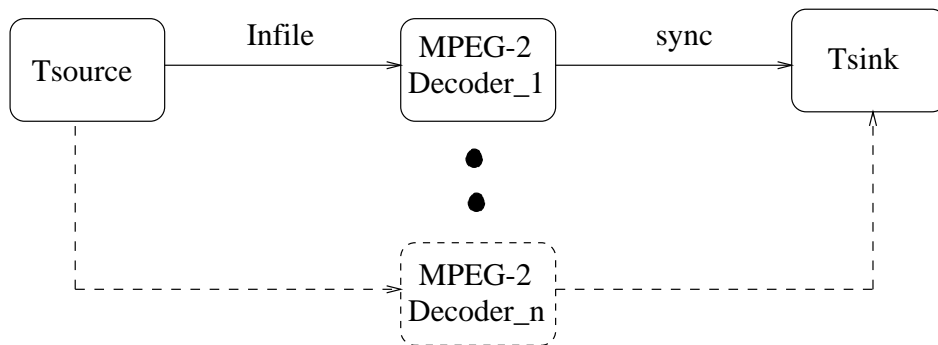 Infile
sync
Tsource
MPEG-2
Decoder_1
Tsink
MPEG-2
Decoder_n